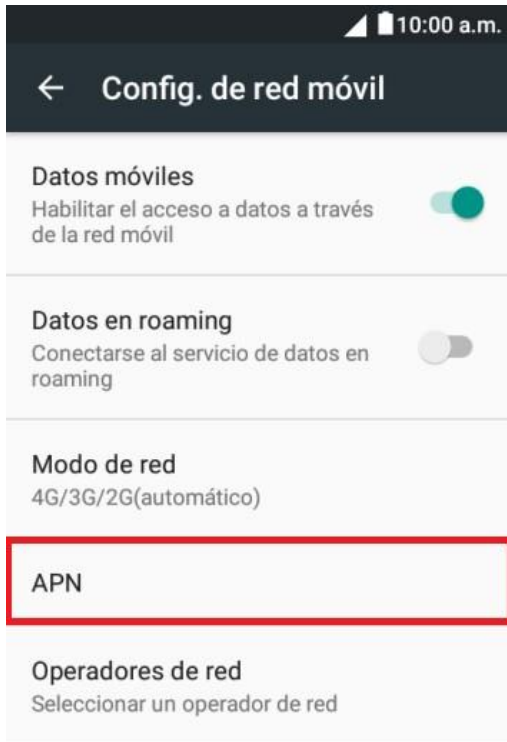 10:00 a.m.
Config. de red móvil
Datos móviles
Habilitar el acceso a datos a través
de la red móvil
Datos en roaming
Conectarse al servicio de datos en
roaming
Modo de red
4G/3G/2G(automático)
APN
Operadores de red
Seleccionar un operador de red